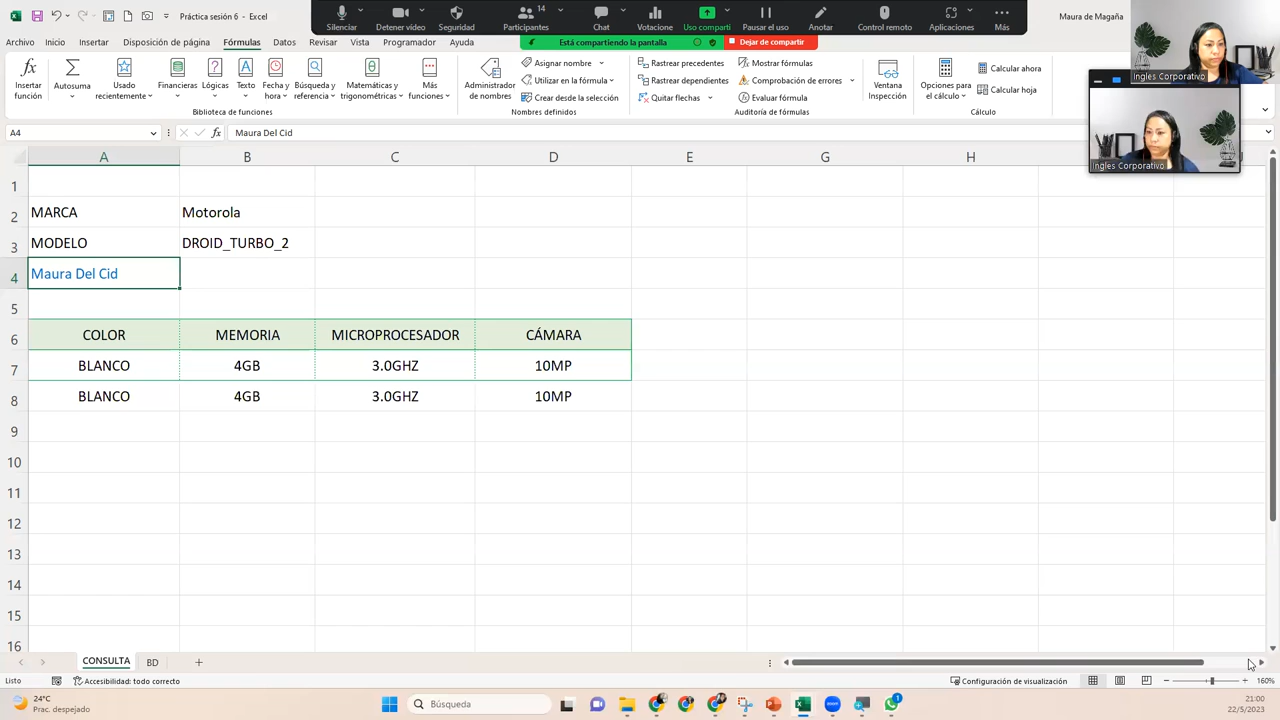 Práctica sesión 6 - Excel
Silenciar
Detener video
Seguridad
14
Participantes
Chat
Votacione
Uso comparti
Pausar el uso
Anotar
Control remoto
Aplicaciones
Más
Maura de Magaña
Archivo
Insertar
Disposición de página
Fórmulas
Datos
Revisar
Vista
Programador
Ayuda
Está compartiendo la pantalla
Dejar de compartir
Ingles Corporativo
Ingles Corporativo
Insertar función
Autosuma
Usado recientemente
Financieras
Lógicas
Texto
Fecha y hora
Búsqueda y referencia
Matemáticas y trigonométricas
Más funciones
Biblioteca de funciones
Administrador de nombres
Asignar nombre
Utilizar en la fórmula
Crear desde la selección
Nombres definidos
Rastrear precedentes
Rastrear dependientes
Quitar flechas
Mostrar fórmulas
Comprobación de errores
Evaluar fórmula
Auditoría de fórmulas
Ventana Inspección
Opciones para el cálculo
Calcular ahora
Calcular hoja
Cálculo
A4
fx
Maura Del Cid
A B C D E F G H
1
2 MARCA Motorola
3 MODELO DROID_TURBO_2
4 Maura Del Cid
5
6 COLOR MEMORIA MICROPROCESADOR CÁMARA
7 BLANCO 4GB 3.0GHZ 10MP
8 BLANCO 4GB 3.0GHZ 10MP
9
10
11
12
13
14
15
16
CONSULTA BD
Listo
Accesibilidad: todo correcto
Configuración de visualización
160%
24°C
Prac. despejado
Búsqueda
zoom
1
21:00
22/5/2023